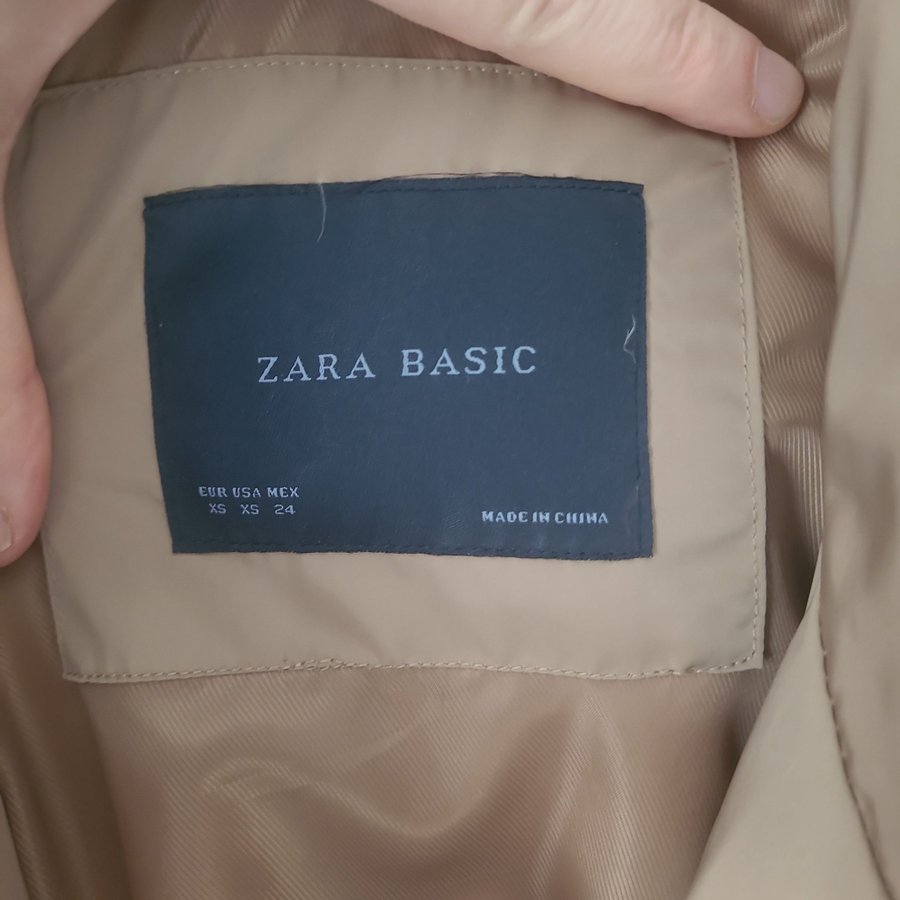 ZARA BASIC
EUR USA MEX
XS XS 24
MADE IN CHINA